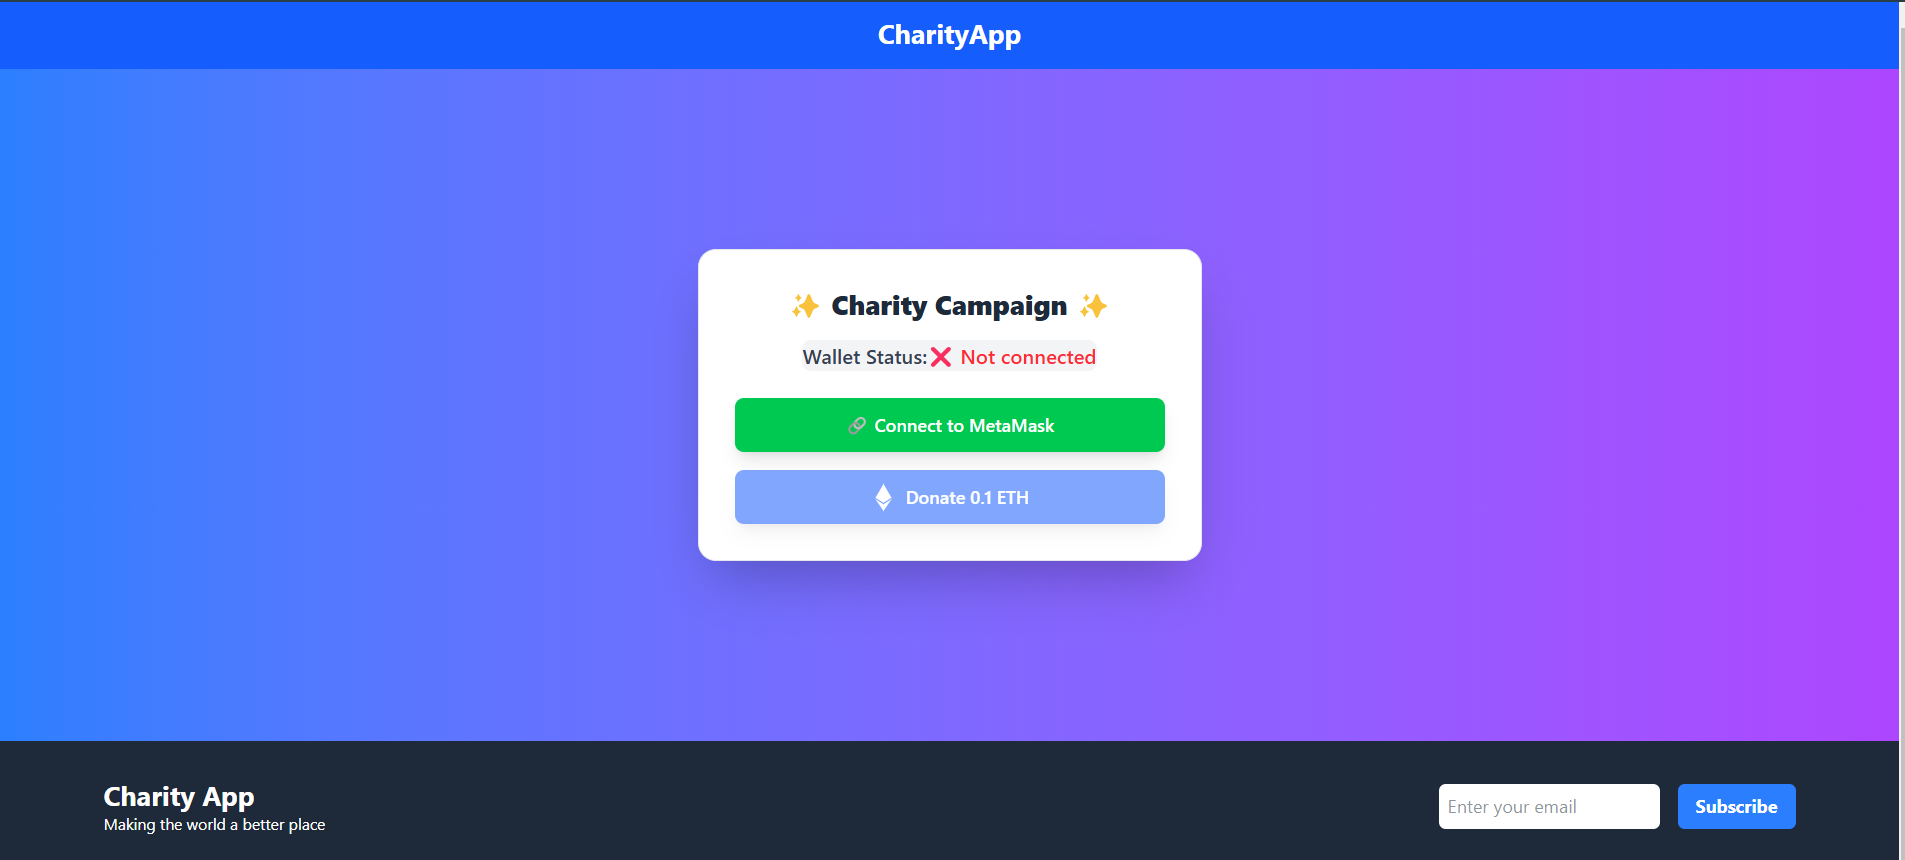 CharityApp
✨ Charity Campaign ✨
Wallet Status:❌ Not connected
🔗 Connect to MetaMask
Donate 0.1 ETH
Charity App
Making the world a better place
Enter your email
Subscribe